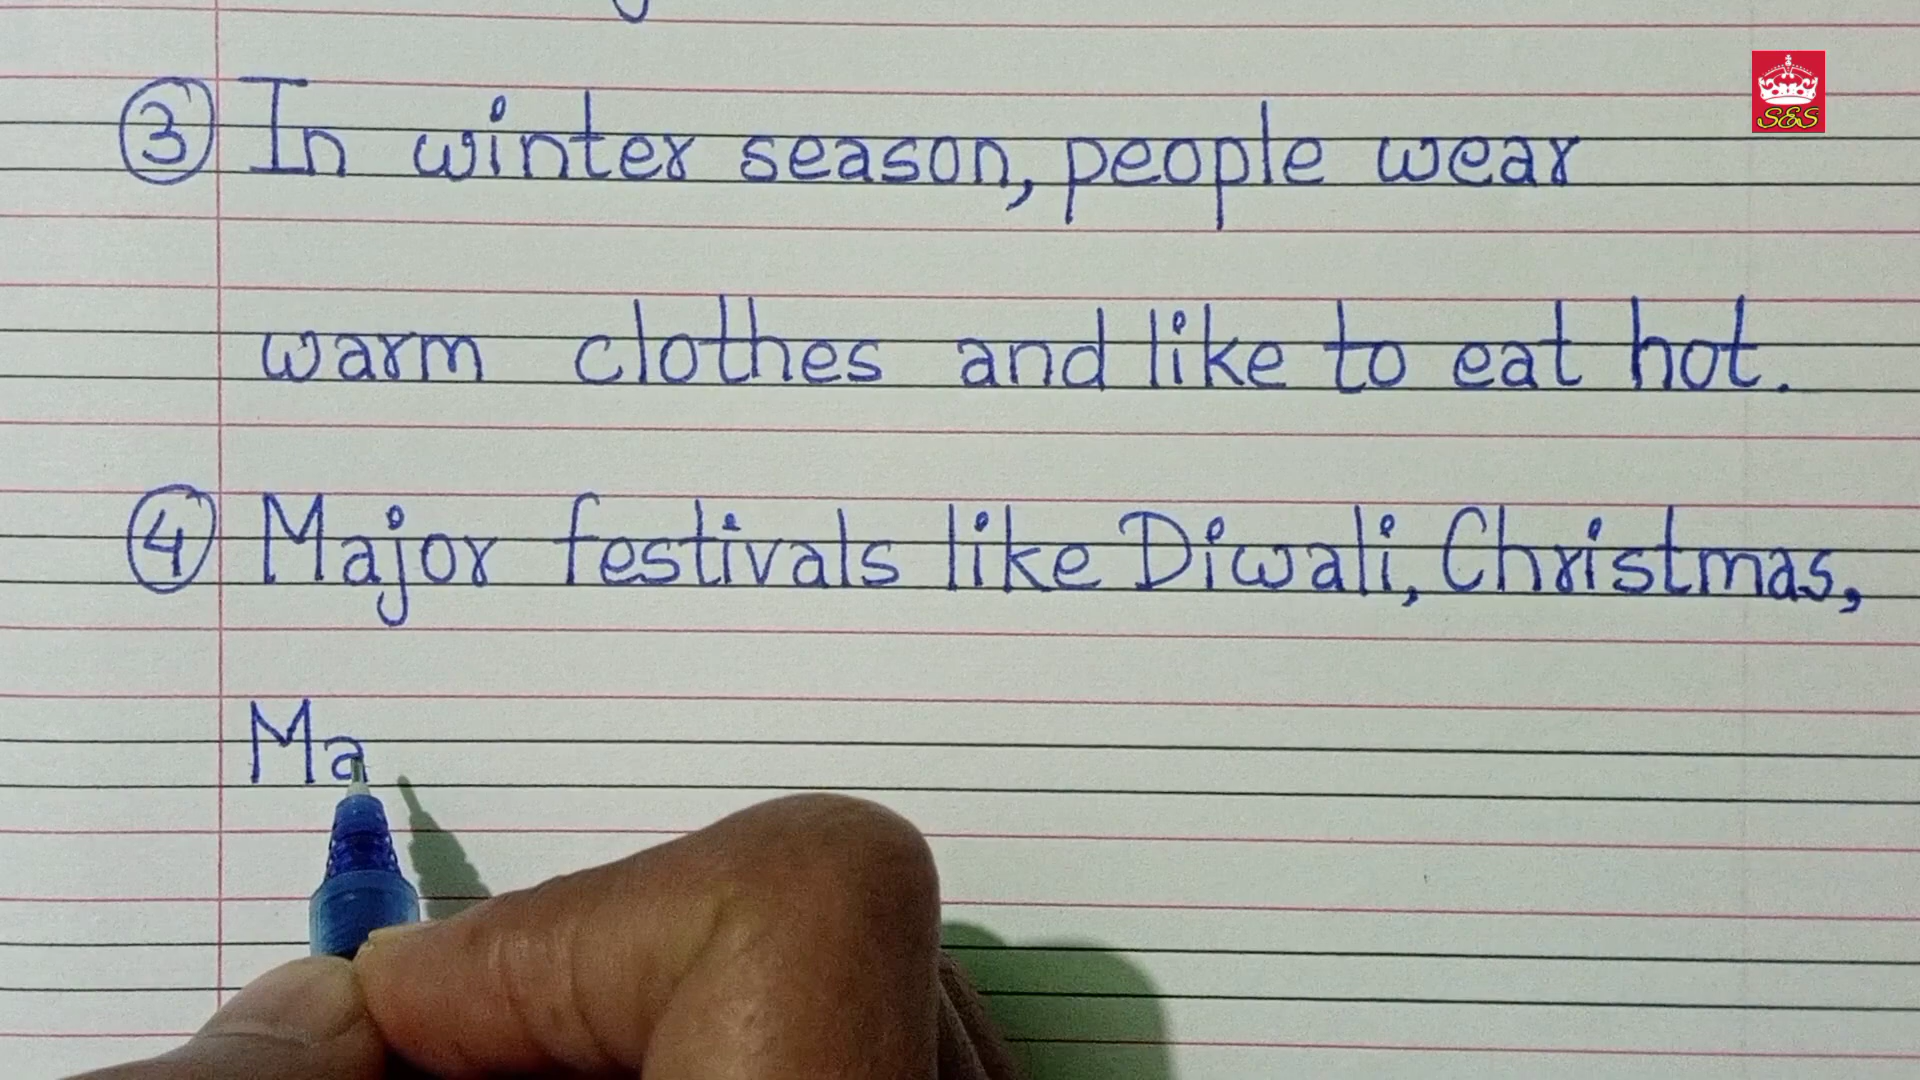 3 In winter season, people wear
warm clothes and like to eat hot.
4 Major festivals like Diwali, Christmas,
Ma
S&S